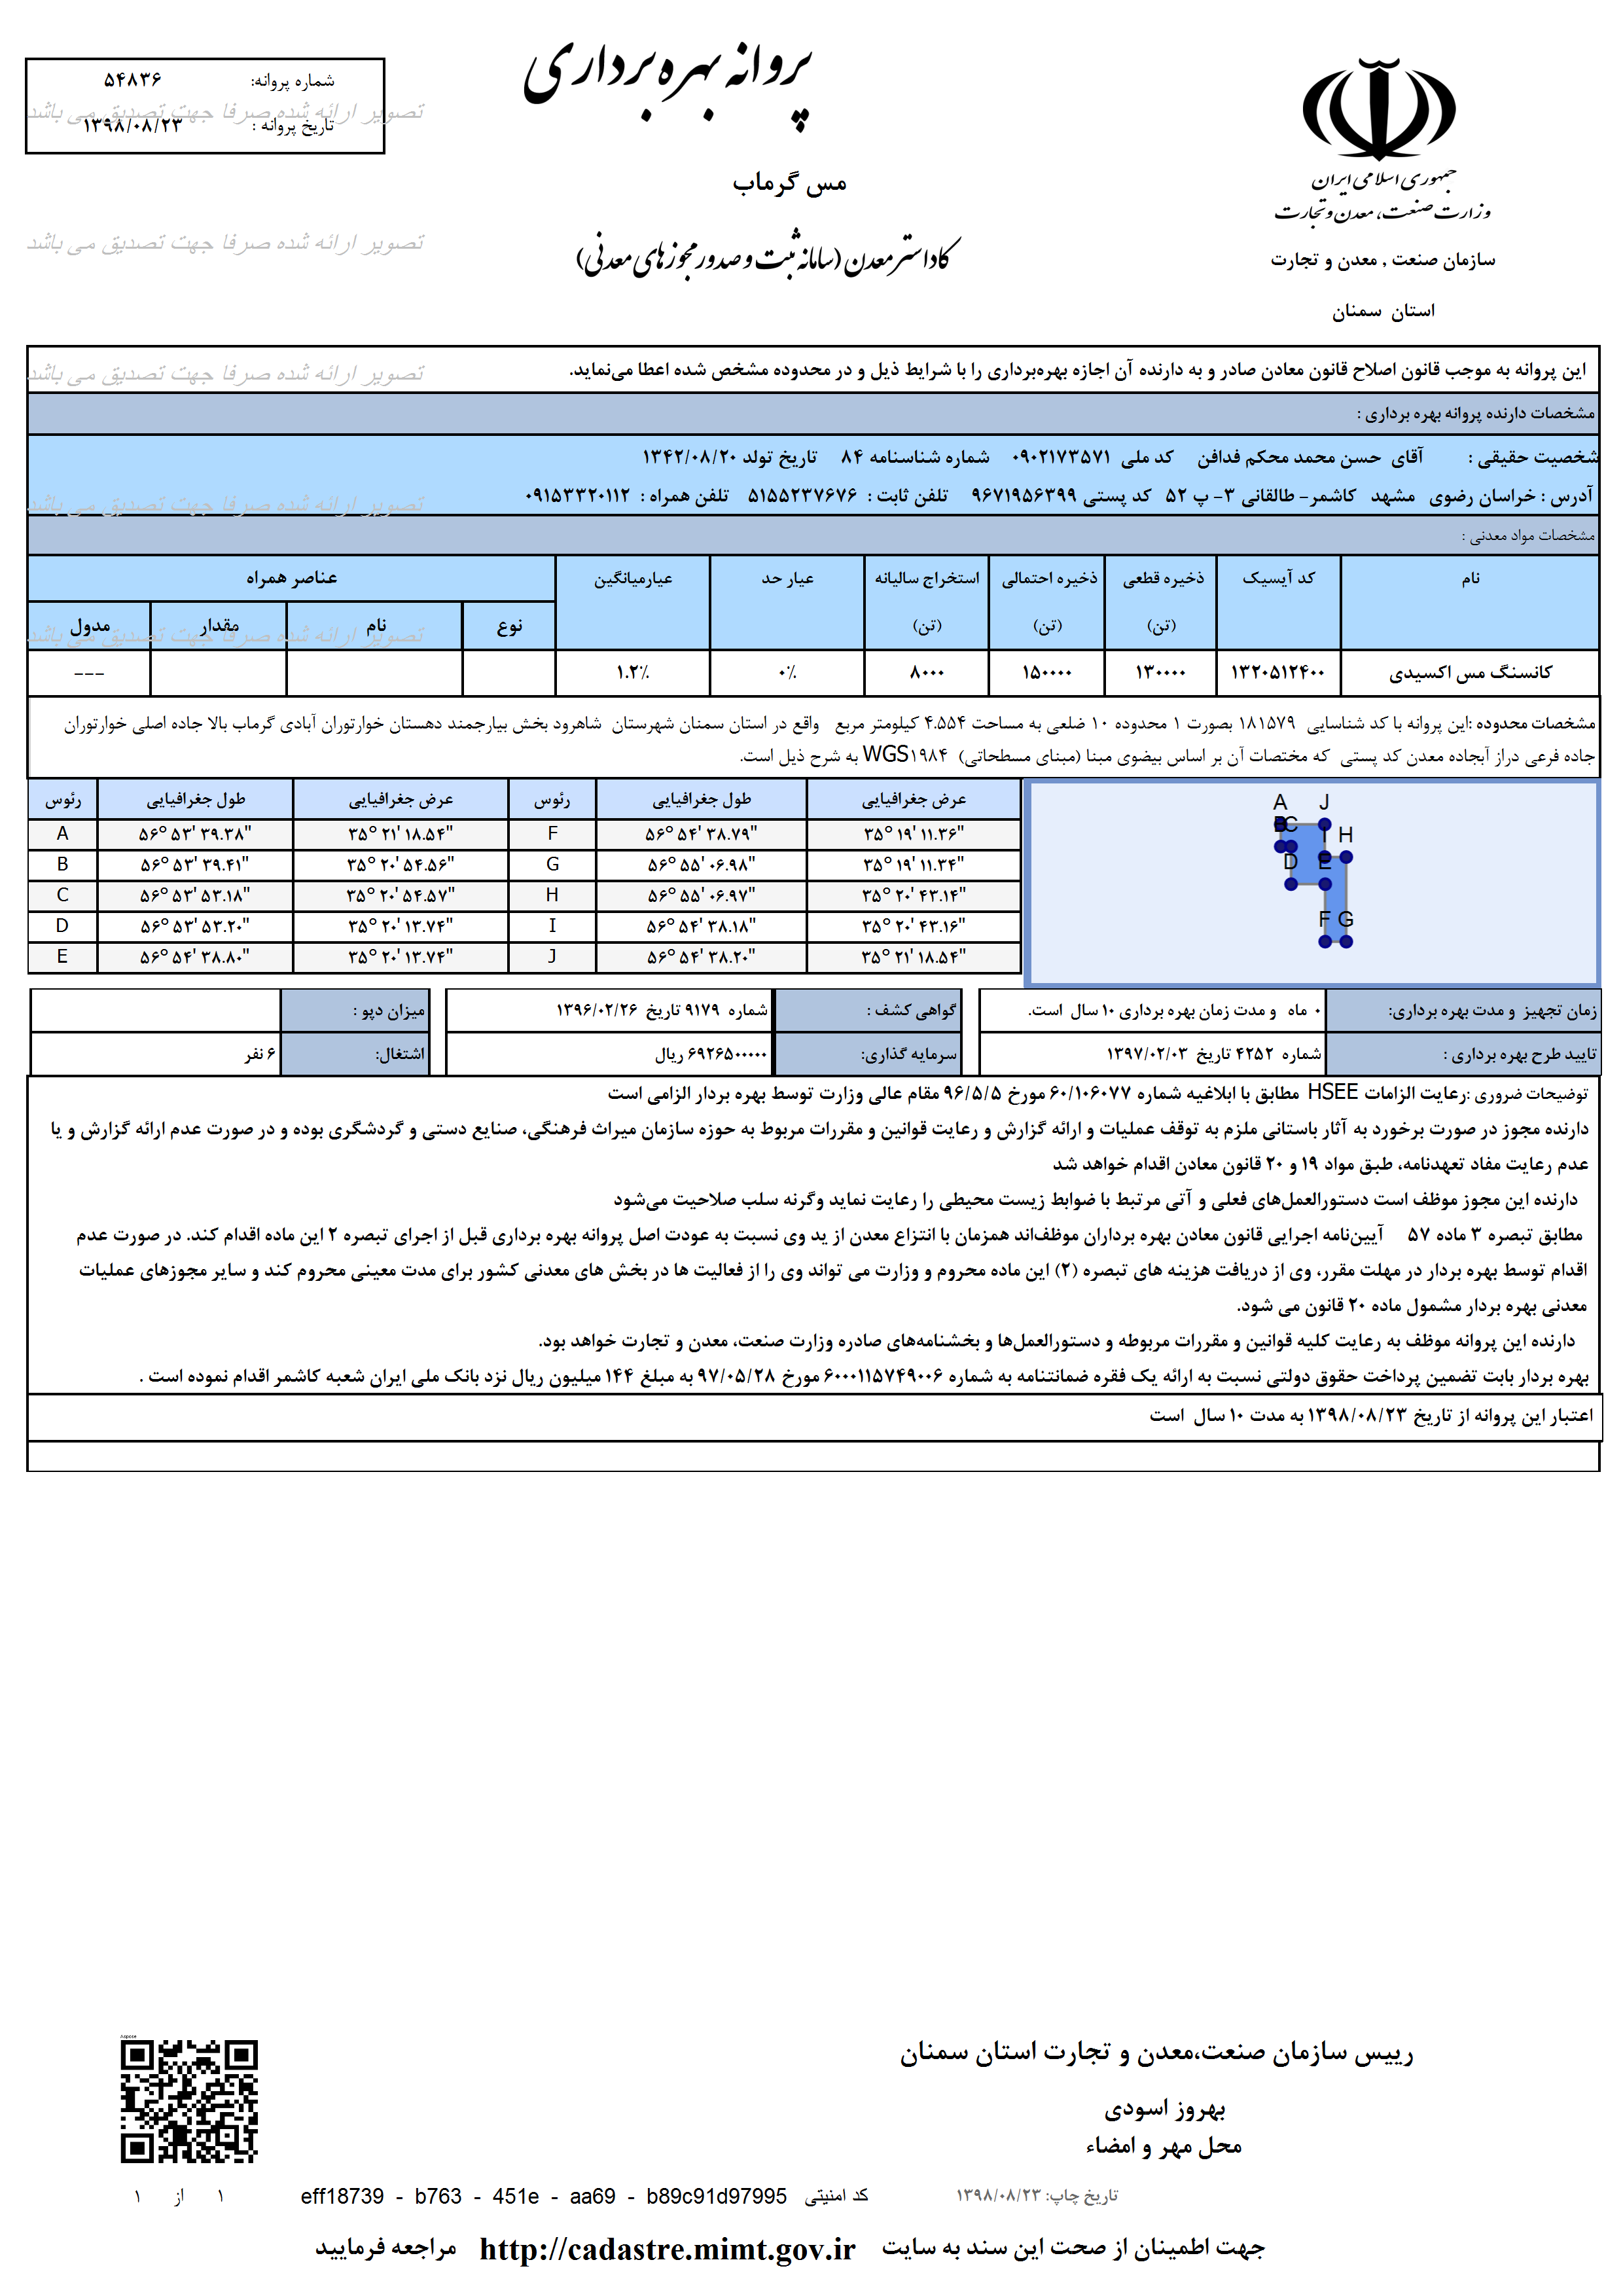 پروانه بهره برداری
مس گرماب
کاداستر معدن (سامانه ثبت و صدور مجوزهای معدنی)
جمهوری اسلامی ایران
وزارت صنعت، معدن و تجارت
سازمان صنعت , معدن و تجارت
استان سمنان
شماره پروانه: ۵۴۸۳۶
تاریخ پروانه : ۱۳۹۸/۰۸/۲۳
تصویر ارائه شده صرفا جهت تصدیق می باشد
تصویر ارائه شده صرفا جهت تصدیق می باشد
تصویر ارائه شده صرفا جهت تصدیق می باشد
تصویر ارائه شده صرفا جهت تصدیق می باشد
تصویر ارائه شده صرفا جهت تصدیق می باشد
این پروانه به موجب قانون اصلاح قانون معادن صادر و به دارنده آن اجازه بهره‌برداری را با شرایط ذیل و در محدوده مشخص شده اعطا می‌نماید.
مشخصات دارنده پروانه بهره برداری :
شخصیت حقیقی : آقای حسن محمد محکم فدافن کد ملی ۰۹۰۲۱۷۳۵۷۱ شماره شناسنامه ۸۴ تاریخ تولد ۱۳۴۲/۰۸/۲۰
آدرس : خراسان رضوی مشهد کاشمر- طالقانی ۳- پ ۵۲ کد پستی ۹۶۷۱۹۵۶۳۹۹ تلفن ثابت : ۵۱۵۵۲۳۷۶۷۶ تلفن همراه : ۰۹۱۵۳۳۲۰۱۱۲
مشخصات مواد معدنی :
نام کد آیسیک ذخیره قطعی (تن) ذخیره احتمالی (تن) استخراج سالیانه (تن) عیار حد عیارمیانگین عناصر همراه
نوع نام مقدار مدول
کانسنگ مس اکسیدی ۱۳۲۰۵۱۲۴۰۰ ۱۳۰۰۰۰ ۱۵۰۰۰۰ ۸۰۰۰ ۰% ۱.۲% ---
مشخصات محدوده :این پروانه با کد شناسایی ۱۸۱۵۷۹ بصورت ۱ محدوده ۱۰ ضلعی به مساحت ۴.۵۵۴ کیلومتر مربع واقع در استان سمنان شهرستان شاهرود بخش بیارجمند دهستان خوارتوران آبادی گرماب بالا جاده اصلی خوارتوران
جاده فرعی دراز آبجاده معدن کد پستی که مختصات آن بر اساس بیضوی مبنا (مبنای مسطحاتی) WGS۱۹۸۴ به شرح ذیل است.
رئوس طول جغرافیایی عرض جغرافیایی رئوس طول جغرافیایی عرض جغرافیایی
A ۵۶° ۵۳' ۳۹.۳۸" ۳۵° ۲۱' ۱۸.۵۴" F ۵۶° ۵۴' ۳۸.۷۹" ۳۵° ۱۹' ۱۱.۳۶"
B ۵۶° ۵۳' ۳۹.۴۱" ۳۵° ۲۰' ۵۴.۵۶" G ۵۶° ۵۵' ۰۶.۹۸" ۳۵° ۱۹' ۱۱.۳۴"
C ۵۶° ۵۳' ۵۳.۱۸" ۳۵° ۲۰' ۵۴.۵۷" H ۵۶° ۵۵' ۰۶.۹۷" ۳۵° ۲۰' ۴۳.۱۴"
D ۵۶° ۵۳' ۵۳.۲۰" ۳۵° ۲۰' ۱۳.۷۴" I ۵۶° ۵۴' ۳۸.۱۸" ۳۵° ۲۰' ۴۳.۱۶"
E ۵۶° ۵۴' ۳۸.۸۰" ۳۵° ۲۰' ۱۳.۷۴" J ۵۶° ۵۴' ۳۸.۲۰" ۳۵° ۲۱' ۱۸.۵۴"
A J
B C I H
D E
F G
زمان تجهیز و مدت بهره برداری: ۰ ماه و مدت زمان بهره برداری ۱۰ سال است. گواهی کشف : شماره ۹۱۷۹ تاریخ ۱۳۹۶/۰۲/۲۶ میزان دپو :
تایید طرح بهره برداری : شماره ۴۲۵۲ تاریخ ۱۳۹۷/۰۲/۰۳ سرمایه گذاری: ۶۹۲۶۵۰۰۰۰۰ ریال اشتغال: ۶ نفر
توضیحات ضروری :رعایت الزامات HSEE مطابق با ابلاغیه شماره ۶۰/۱۰۶۰۷۷ مورخ ۹۶/۵/۵ مقام عالی وزارت توسط بهره بردار الزامی است
دارنده مجوز در صورت برخورد به آثار باستانی ملزم به توقف عملیات و ارائه گزارش و رعایت قوانین و مقررات مربوط به حوزه سازمان میراث فرهنگی، صنایع دستی و گردشگری بوده و در صورت عدم ارائه گزارش و یا
عدم رعایت مفاد تعهدنامه، طبق مواد ۱۹ و ۲۰ قانون معادن اقدام خواهد شد
دارنده این مجوز موظف است دستورالعمل‌های فعلی و آتی مرتبط با ضوابط زیست محیطی را رعایت نماید وگرنه سلب صلاحیت می‌شود
مطابق تبصره ۳ ماده ۵۷ آیین‌نامه اجرایی قانون معادن بهره برداران موظف‌اند همزمان با انتزاع معدن از ید وی نسبت به عودت اصل پروانه بهره برداری قبل از اجرای تبصره ۲ این ماده اقدام کند. در صورت عدم
اقدام توسط بهره بردار در مهلت مقرر، وی از دریافت هزینه های تبصره (۲) این ماده محروم و وزارت می تواند وی را از فعالیت ها در بخش های معدنی کشور برای مدت معینی محروم کند و سایر مجوزهای عملیات
معدنی بهره بردار مشمول ماده ۲۰ قانون می شود.
دارنده این پروانه موظف به رعایت کلیه قوانین و مقررات مربوطه و دستورالعمل‌ها و بخشنامه‌های صادره وزارت صنعت، معدن و تجارت خواهد بود.
بهره بردار بابت تضمین پرداخت حقوق دولتی نسبت به ارائه یک فقره ضمانتنامه به شماره ۶۰۰۰۱۱۵۷۴۹۰۰۶ مورخ ۹۷/۰۵/۲۸ به مبلغ ۱۴۴ میلیون ریال نزد بانک ملی ایران شعبه کاشمر اقدام نموده است .
اعتبار این پروانه از تاریخ ۱۳۹۸/۰۸/۲۳ به مدت ۱۰ سال است
رییس سازمان صنعت،معدن و تجارت استان سمنان
بهروز اسودی
محل مهر و امضاء
تاریخ چاپ: ۱۳۹۸/۰۸/۲۳ کد امنیتی eff18739 - b763 - 451e - aa69 - b89c91d97995 ۱ از ۱
جهت اطمینان از صحت این سند به سایت http://cadastre.mimt.gov.ir مراجعه فرمایید